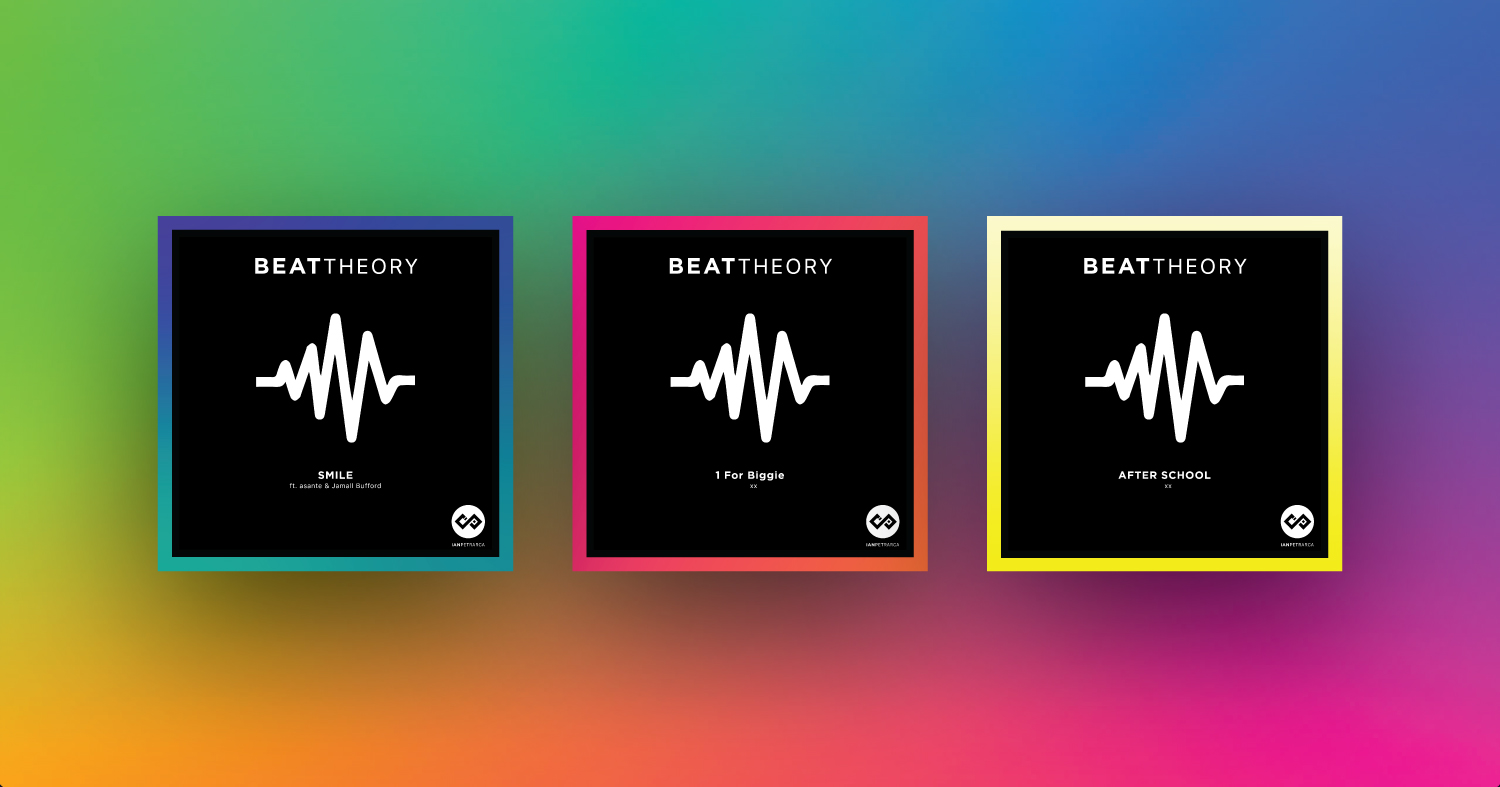 BEATTHEORY
SMILE
ft. asante & Jamall Bufford
IANPETRARCA
BEATTHEORY
1 For Biggie
xx
IANPETRARCA
BEATTHEORY
AFTER SCHOOL
xx
IANPETRARCA